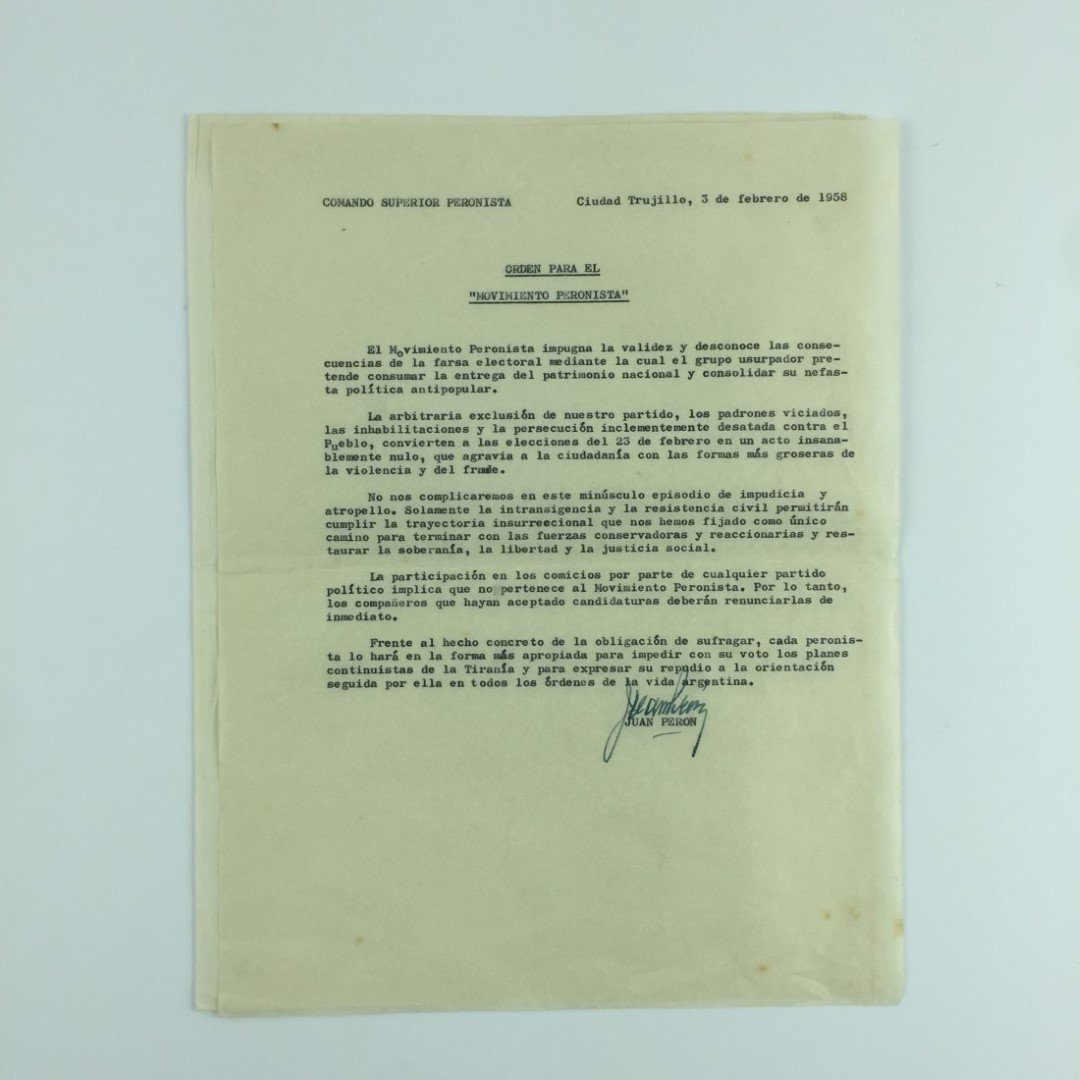 COMANDO SUPERIOR PERONISTA Ciudad Trujillo, 3 de febrero de 1958
ORDEN PARA EL
"MOVIMIENTO PERONISTA"
El Movimiento Peronista impugna la validez y desconoce las conse-
cuencias de la farsa electoral mediante la cual el grupo usurpador pre-
tende consumar la entrega del patrimonio nacional y consolidar su nefas-
ta política antipopular.
La arbitraria exclusión de nuestro partido, los padrones viciados,
las inhabilitaciones y la persecución inclementemente desatada contra el
Pueblo, convierten a las elecciones del 23 de febrero en un acto insana-
blemente nulo, que agravia a la ciudadanía con las formas más groseras de
la violencia y del fraude.
No nos complicaremos en este minúsculo episodio de impudicia y
atropello. Solamente la intransigencia y la resistencia civil permitirán
cumplir la trayectoria insurreecional que nos hemos fijado como único
camino para terminar con las fuerzas conservadoras y reaccionarias y res-
taurar la soberanía, la libertad y la justicia social.
La participación en los comicios por parte de cualquier partido
político implica que no pertenece al Movimiento Peronista. Por lo tanto,
los compañeros que hayan aceptado candidaturas deberán renunciarlas de
inmediato.
Frente al hecho concreto de la obligación de sufragar, cada peronis-
ta lo hará en la forma más apropiada para impedir con su voto los planes
continuistas de la Tiranía y para expresar su repudio a la orientación
seguida por ella en todos los órdenes de la vida argentina.
Juan Perón
JUAN PERON